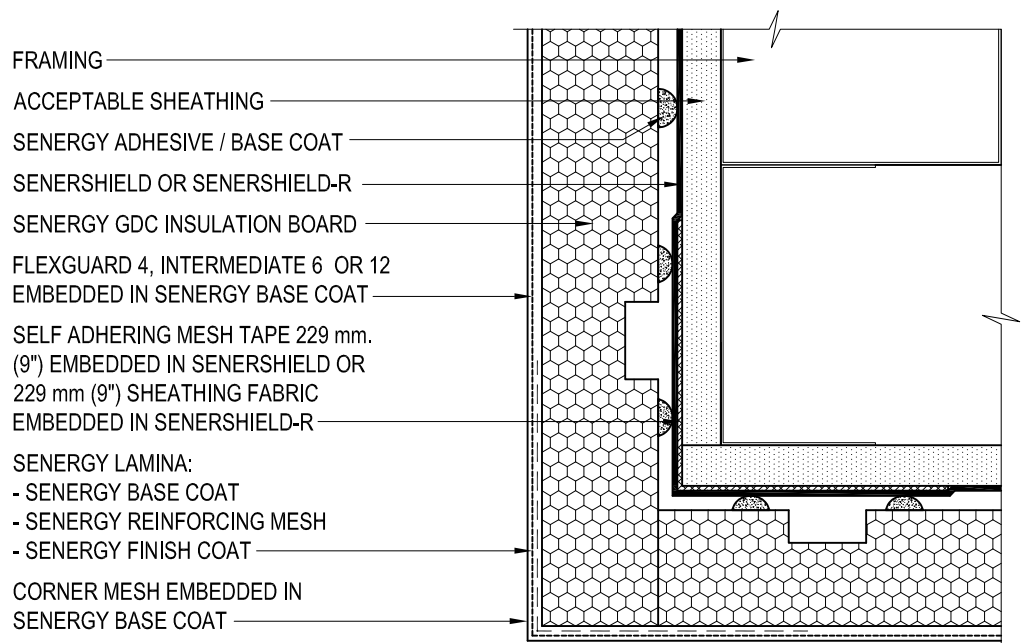 FRAMING
ACCEPTABLE SHEATHING
SENERGY ADHESIVE / BASE COAT
SENERSHIELD OR SENERSHIELD-R
SENERGY GDC INSULATION BOARD
FLEXGUARD 4, INTERMEDIATE 6 OR 12
EMBEDDED IN SENERGY BASE COAT
SELF ADHERING MESH TAPE 229 mm.
(9") EMBEDDED IN SENERSHIELD OR
229 mm (9") SHEATHING FABRIC
EMBEDDED IN SENERSHIELD-R
SENERGY LAMINA:
- SENERGY BASE COAT
- SENERGY REINFORCING MESH
- SENERGY FINISH COAT
CORNER MESH EMBEDDED IN
SENERGY BASE COAT